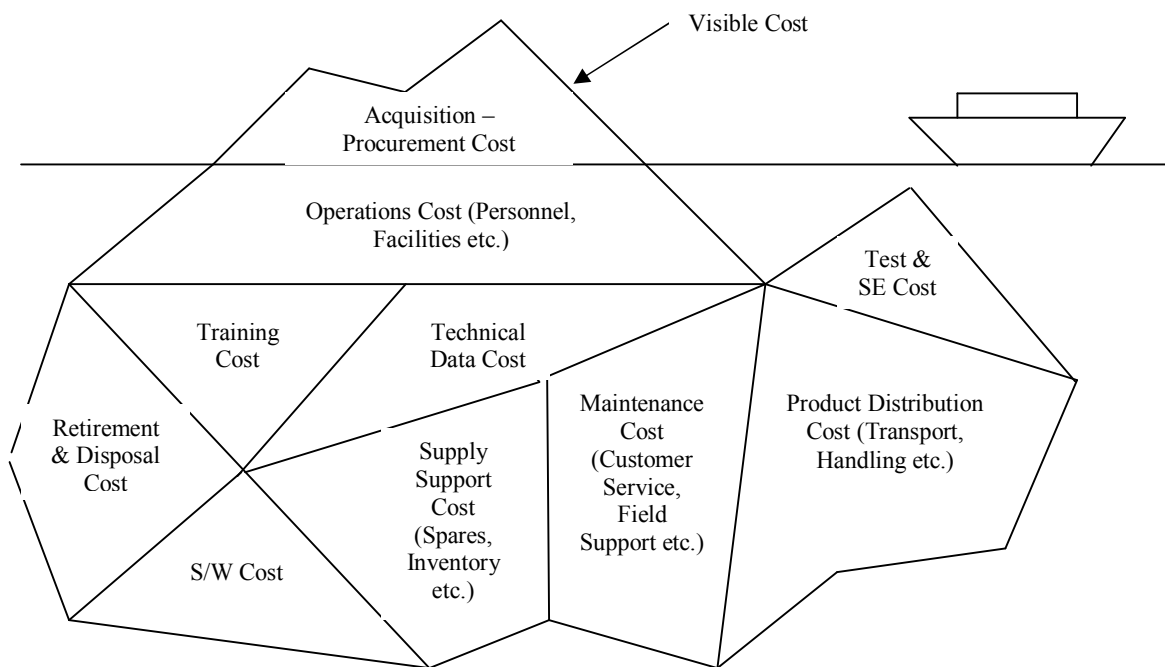 Visible Cost
Acquisition –
Procurement Cost
Operations Cost (Personnel,
Facilities etc.)
Test &
SE Cost
Training
Cost
Technical
Data Cost
Retirement
& Disposal
Cost
S/W Cost
Supply
Support
Cost
(Spares,
Inventory
etc.)
Maintenance
Cost
(Customer
Service,
Field
Support etc.)
Product Distribution
Cost (Transport,
Handling etc.)